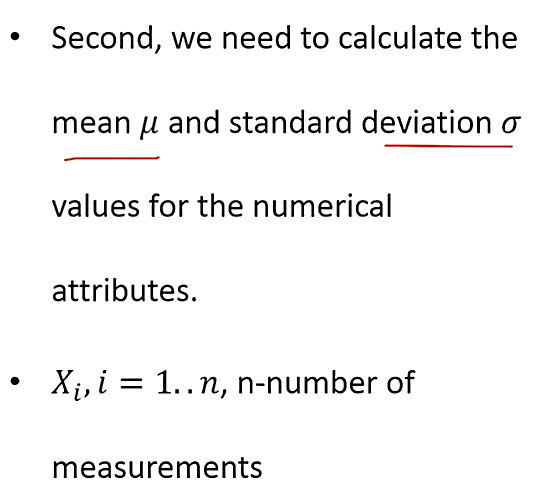 • Second, we need to calculate the
mean μ and standard deviation σ
values for the numerical
attributes.
• Xᵢ, i = 1..n, n-number of
measurements